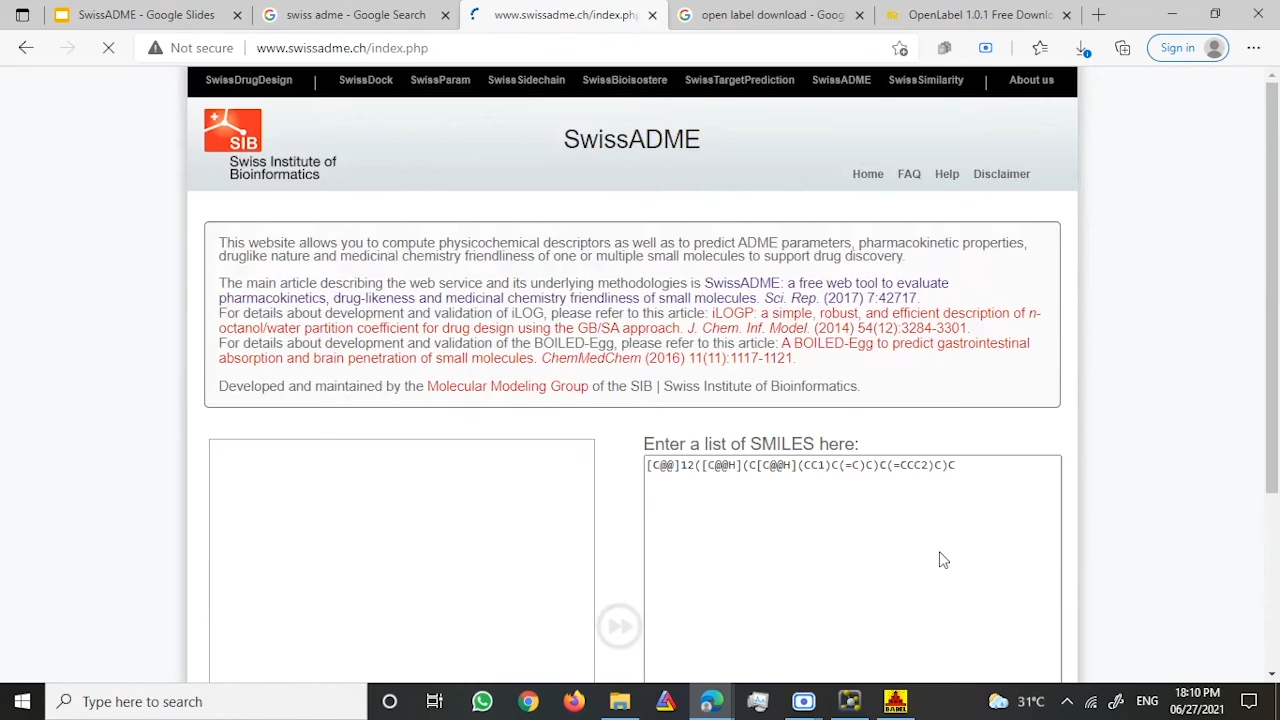 SwissADME - Google Slides
swiss adme - Google Search
www.swissadme.ch/index.php
open label download - Goog
OpenLabel 1.0.1 Free Downlo
Not secure
www.swissadme.ch/index.php
Sign in
SwissDrugDesign | SwissDock SwissParam SwissSidechain SwissBioisostere SwissTargetPrediction SwissADME SwissSimilarity | About us
SIB
Swiss Institute of
Bioinformatics
SwissADME
Home FAQ Help Disclaimer
This website allows you to compute physicochemical descriptors as well as to predict ADME parameters, pharmacokinetic properties,
druglike nature and medicinal chemistry friendliness of one or multiple small molecules to support drug discovery.
The main article describing the web service and its underlying methodologies is SwissADME: a free web tool to evaluate
pharmacokinetics, drug-likeness and medicinal chemistry friendliness of small molecules. Sci. Rep. (2017) 7:42717.
For details about development and validation of iLOG, please refer to this article: iLOGP: a simple, robust, and efficient description of n-
octanol/water partition coefficient for drug design using the GB/SA approach. J. Chem. Inf. Model. (2014) 54(12):3284-3301.
For details about development and validation of the BOILED-Egg, please refer to this article: A BOILED-Egg to predict gastrointestinal
absorption and brain penetration of small molecules. ChemMedChem (2016) 11(11):1117-1121.
Developed and maintained by the Molecular Modeling Group of the SIB | Swiss Institute of Bioinformatics.
Enter a list of SMILES here:
[C@@]12([C@@H](C[C@@H](CC1)C(=C)C)C(=CCC2)C)C
Type here to search
BABEL
31°C
ENG
18:10 PM
06/27/2021